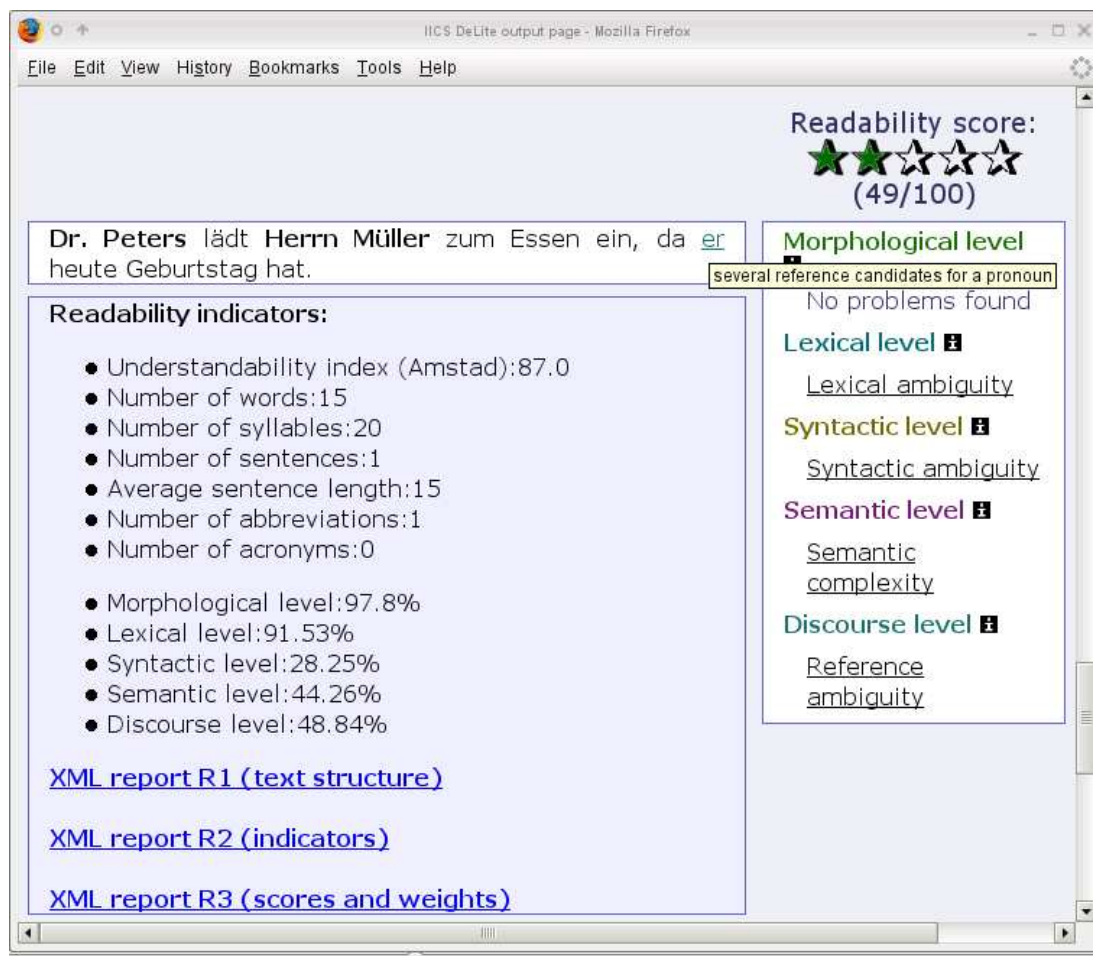 IICS DeLite output page - Mozilla Firefox
File Edit View History Bookmarks Tools Help
Readability score:
(49/100)
Dr. Peters lädt Herrn Müller zum Essen ein, da er
heute Geburtstag hat.
several reference candidates for a pronoun
Readability indicators:
Understandability index (Amstad):87.0
Number of words:15
Number of syllables:20
Number of sentences:1
Average sentence length:15
Number of abbreviations:1
Number of acronyms:0
Morphological level:97.8%
Lexical level:91.53%
Syntactic level:28.25%
Semantic level:44.26%
Discourse level:48.84%
XML report R1 (text structure)
XML report R2 (indicators)
XML report R3 (scores and weights)
Morphological level
No problems found
Lexical level i
Lexical ambiguity
Syntactic level i
Syntactic ambiguity
Semantic level i
Semantic
complexity
Discourse level i
Reference
ambiguity